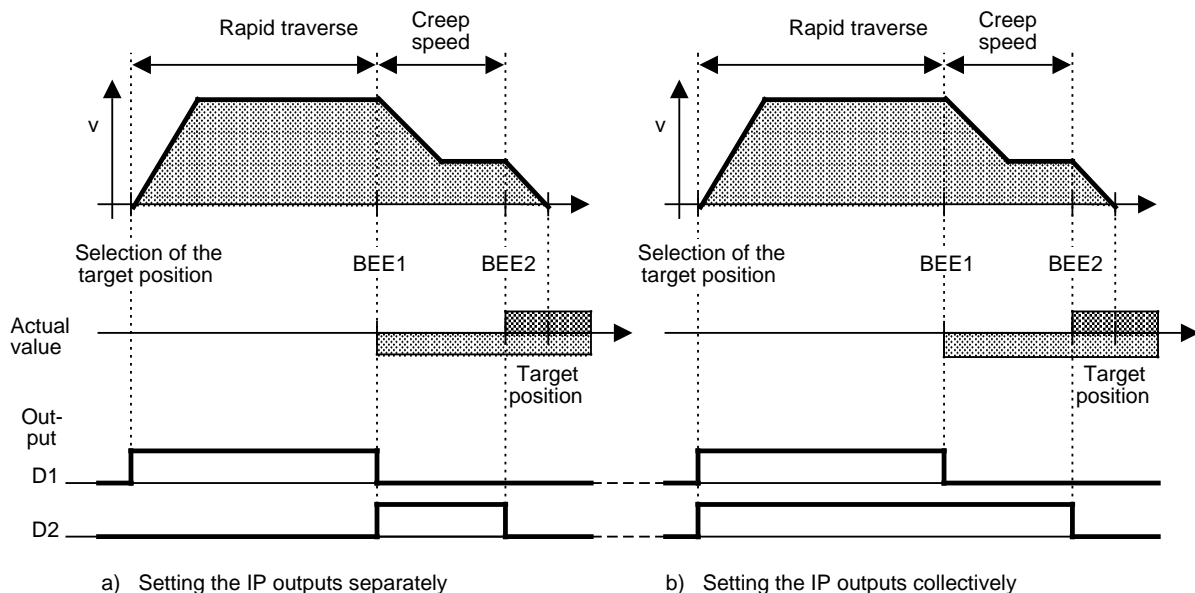 Rapid traverse
Creep
speed
Rapid traverse
Creep
speed
v
v
Selection of the
target position
BEE1
BEE2
Selection of the
target position
BEE1
BEE2
Actual
value
Target
position
Target
position
Out-
put
D1
D2
a) Setting the IP outputs separately
b) Setting the IP outputs collectively